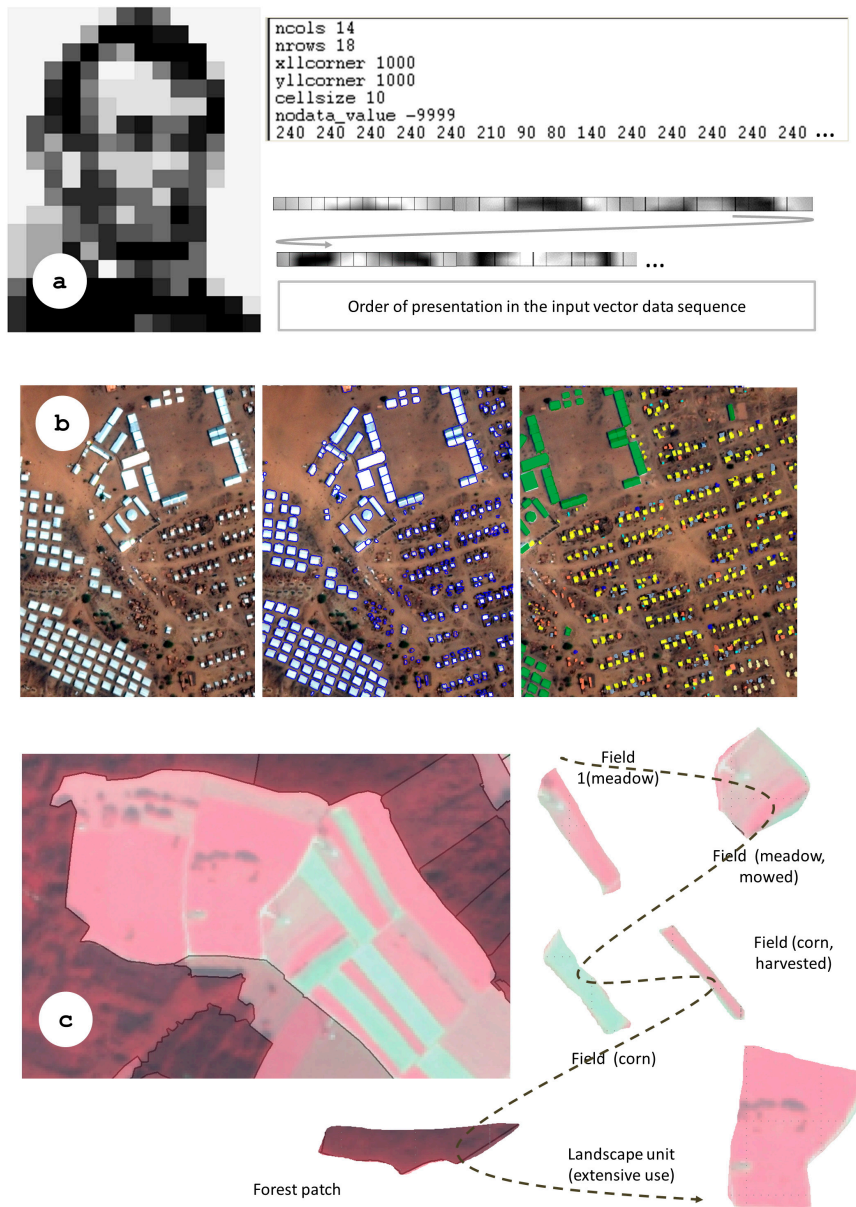 ncols 14
nrows 18
xllcorner 1000
yllcorner 1000
cellsize 10
nodata_value -9999
240 240 240 240 240 210 90 80 140 240 240 240 240 240 ...
...
Order of presentation in the input vector data sequence
a
b
c
Field
1(meadow)
Field (meadow,
mowed)
Field (corn,
harvested)
Field (corn)
Landscape unit
(extensive use)
Forest patch